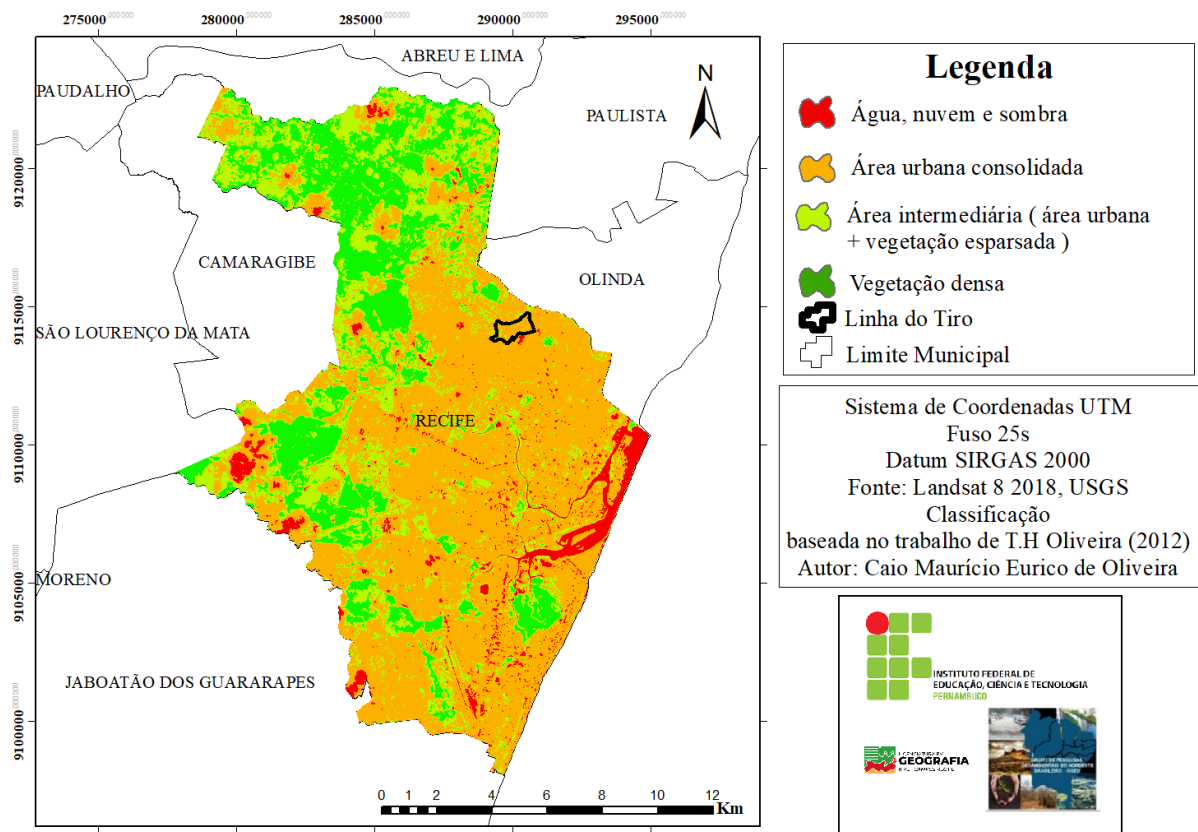 275000 280000 285000 290000 295000
ABREU E LIMA
PAUDALHO
PAULISTA
N
9120000
CAMARAGIBE
OLINDA
9115000
SÃO LOURENÇO DA MATA
RECIFE
9110000
MORENO
9105000
JABOATÃO DOS GUARARAPES
9100000
0 1 2 4 6 8 10 12
Km
Legenda
Água, nuvem e sombra
Área urbana consolidada
Área intermediária ( área urbana
+ vegetação esparsada )
Vegetação densa
Linha do Tiro
Limite Municipal
Sistema de Coordenadas UTM
Fuso 25s
Datum SIRGAS 2000
Fonte: Landsat 8 2018, USGS
Classificação
baseada no trabalho de T.H Oliveira (2012)
Autor: Caio Maurício Eurico de Oliveira
INSTITUTO FEDERAL DE
EDUCAÇÃO, CIÊNCIA E TECNOLOGIA
PERNAMBUCO
GEOGRAFIA
GRUPO DE PESQUISAS